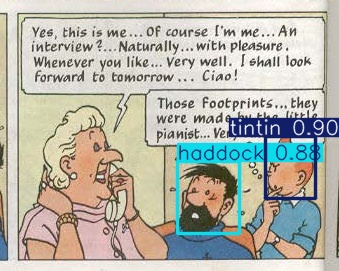 Yes, this is me... Of course I'm me... An
interview?... Naturally... with pleasure.
Whenever you like... Very well. I shall look
forward to tomorrow... Ciao!
Those footprints... they
were made by the little
pianist...
tintin 0.90
haddock 0.88